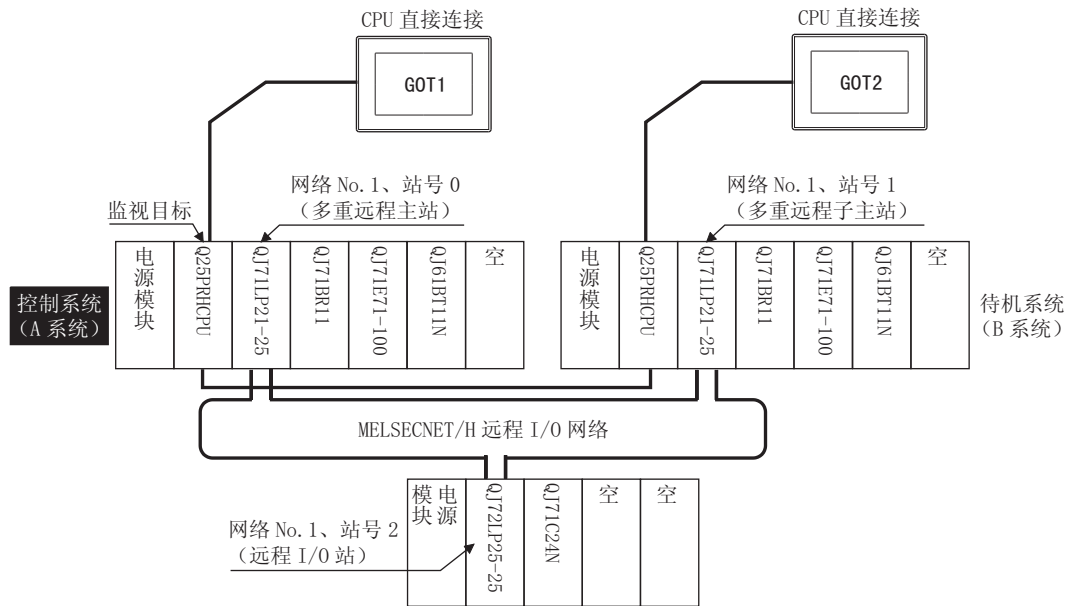 CPU 直接连接
GOT1
CPU 直接连接
GOT2
网络 No.1、站号 0
（多重远程主站）
网络 No.1、站号 1
（多重远程子主站）
监视目标
控制系统
（A 系统）
电源模块
Q25PRHCPU
QJ71LP21-25
QJ71BR11
QJ71E71-100
QJ61BT11N
空
电源模块
Q25PRHCPU
QJ71LP21-25
QJ71BR11
QJ71E71-100
QJ61BT11N
空
待机系统
（B 系统）
MELSECNET/H 远程 I/O 网络
网络 No.1、站号 2
（远程 I/O 站）
电源
模块
QJ72LP25-25
QJ71C24N
空
空